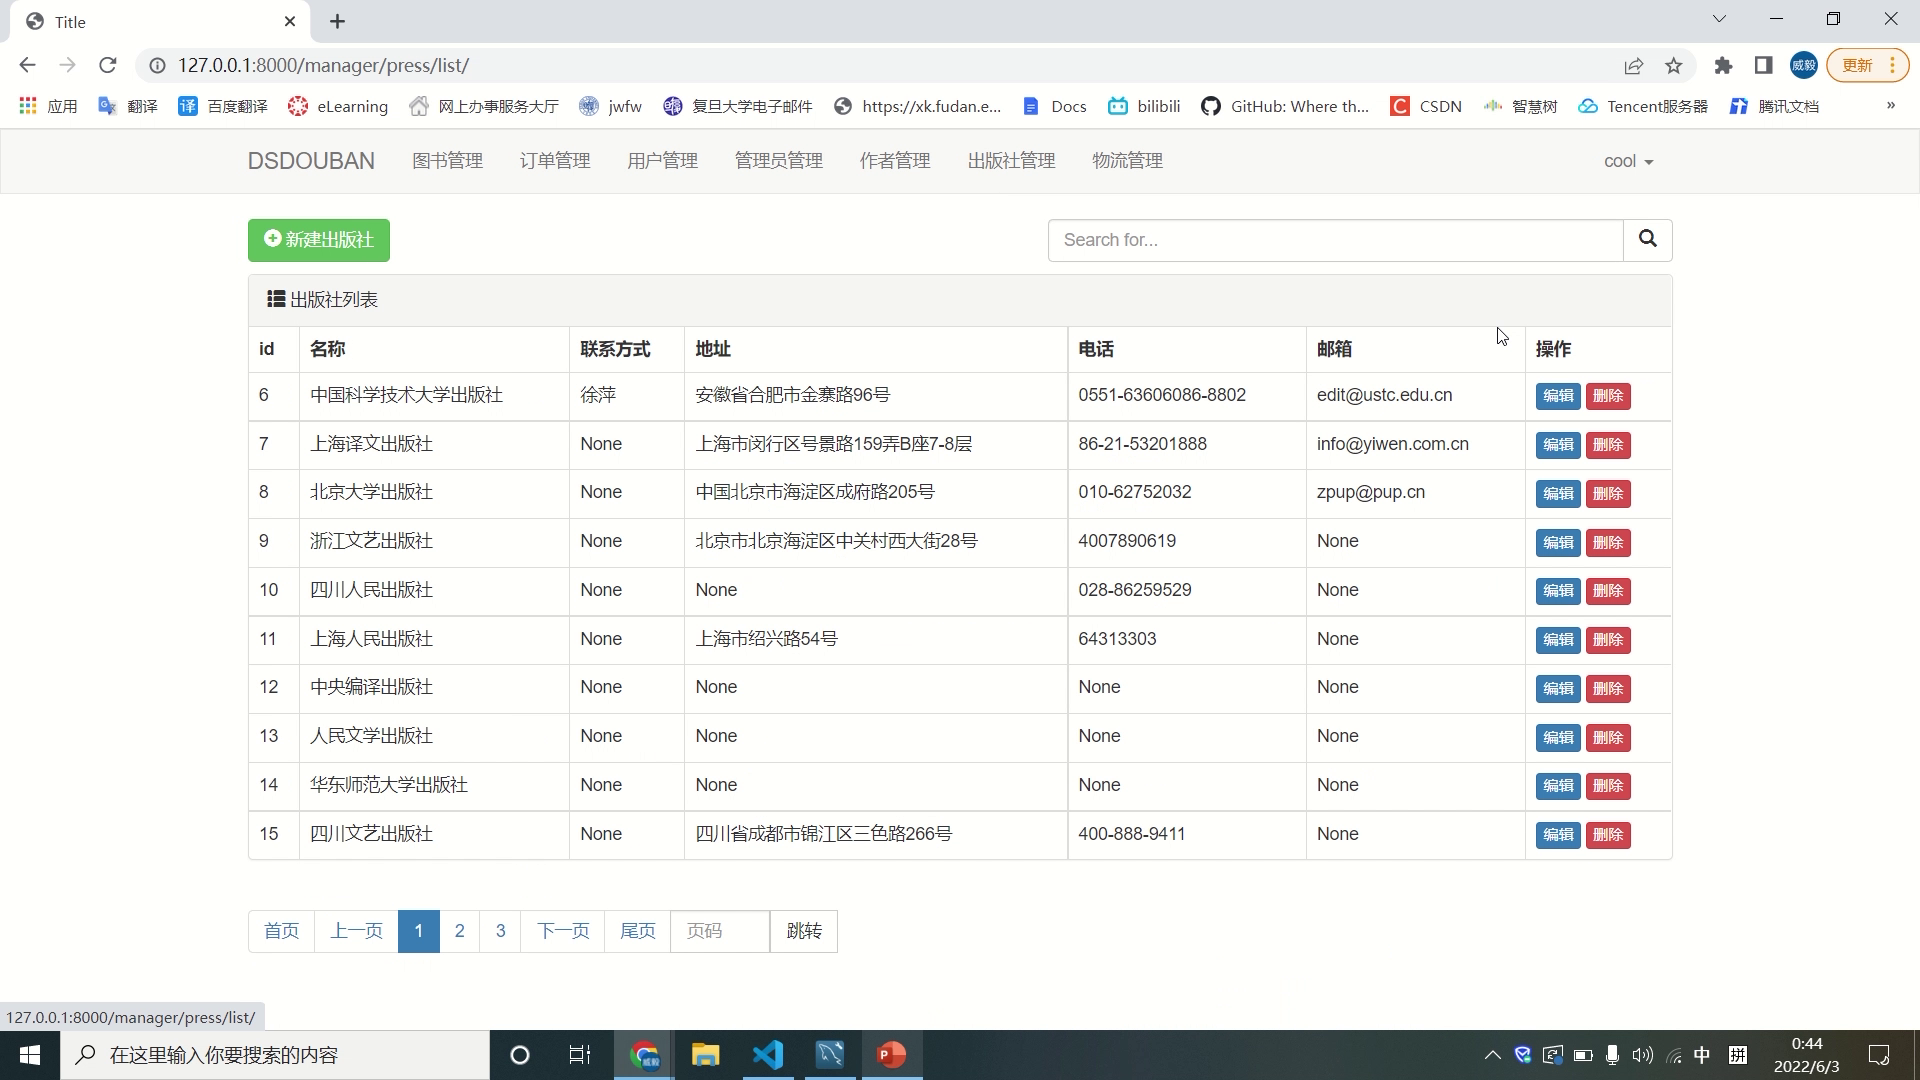 Title
127.0.0.1:8000/manager/press/list/
威毅
更新
应用
翻译
译 百度翻译
eLearning
网上办事服务大厅
jwfw
复旦大学电子邮件
https://xk.fudan.e...
Docs
bilibili
GitHub: Where th...
C CSDN
智慧树
Tencent服务器
腾讯文档
»
DSDOUBAN 图书管理 订单管理 用户管理 管理员管理 作者管理 出版社管理 物流管理 cool
新建出版社
Search for...
出版社列表
id 名称 联系方式 地址 电话 邮箱 操作
6 中国科学技术大学出版社 徐萍 安徽省合肥市金寨路96号 0551-63606086-8802 edit@ustc.edu.cn 编辑 删除
7 上海译文出版社 None 上海市闵行区号景路159弄B座7-8层 86-21-53201888 info@yiwen.com.cn 编辑 删除
8 北京大学出版社 None 中国北京市海淀区成府路205号 010-62752032 zpup@pup.cn 编辑 删除
9 浙江文艺出版社 None 北京市北京海淀区中关村西大街28号 4007890619 None 编辑 删除
10 四川人民出版社 None None 028-86259529 None 编辑 删除
11 上海人民出版社 None 上海市绍兴路54号 64313303 None 编辑 删除
12 中央编译出版社 None None None None 编辑 删除
13 人民文学出版社 None None None None 编辑 删除
14 华东师范大学出版社 None None None None 编辑 删除
15 四川文艺出版社 None 四川省成都市锦江区三色路266号 400-888-9411 None 编辑 删除
首页 上一页 1 2 3 下一页 尾页 页码 跳转
127.0.0.1:8000/manager/press/list/
在这里输入你要搜索的内容
中
拼
0:44
2022/6/3